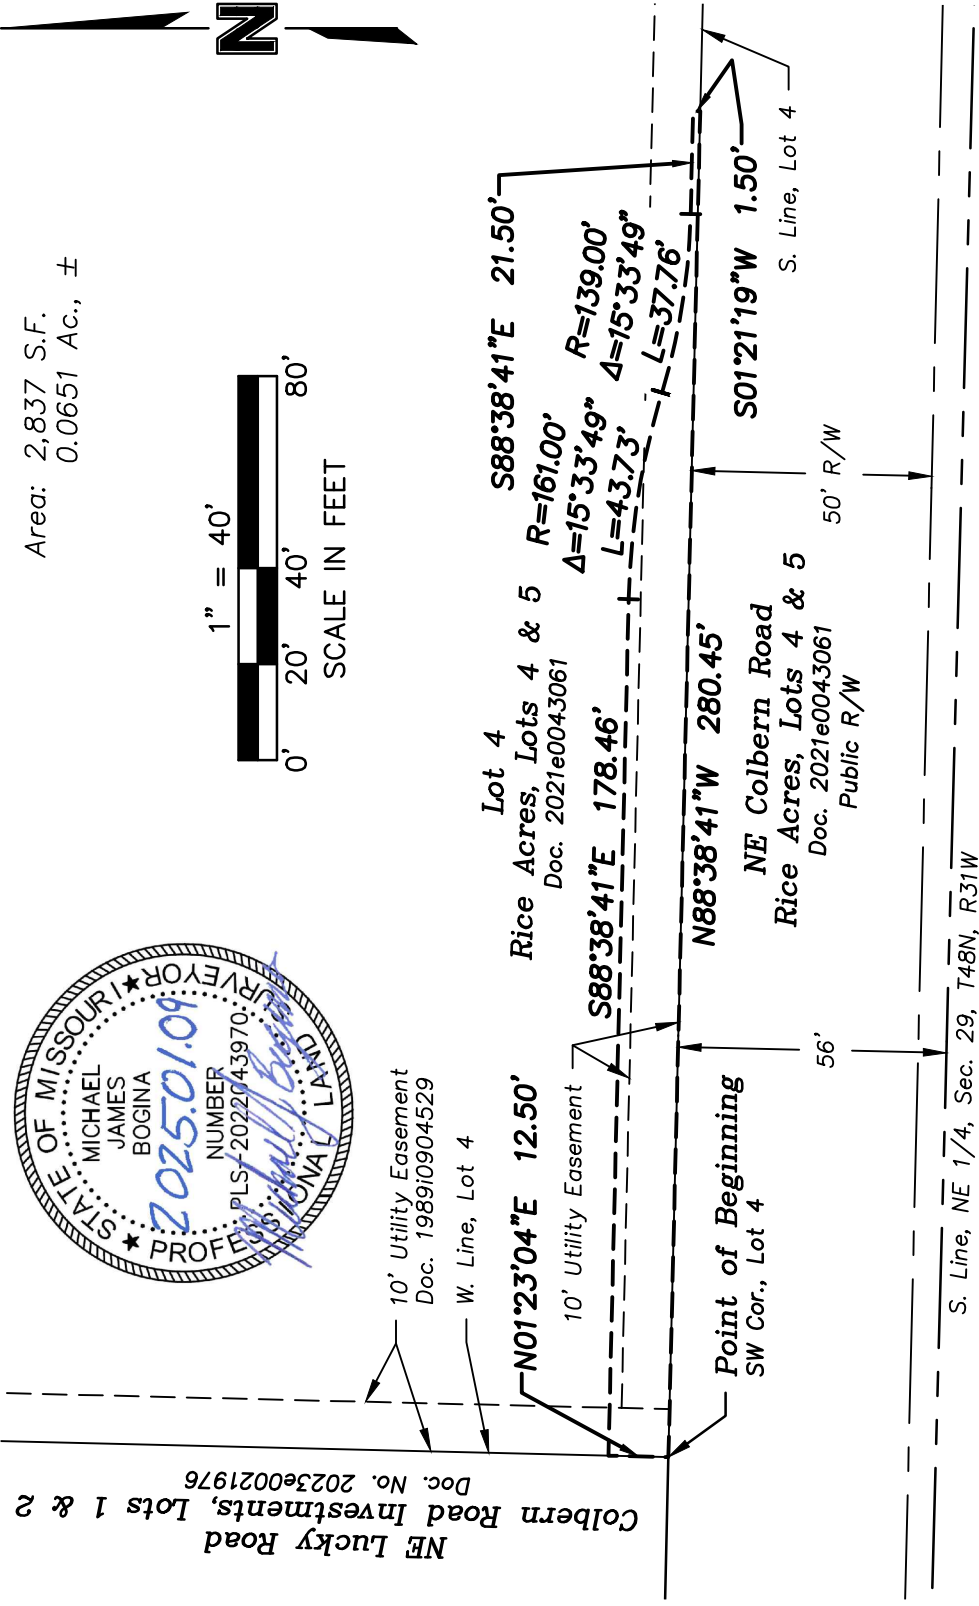 Area: 2,837 S.F.
0.0651 Ac., ±
N
1" = 40'
0' 20' 40' 80'
SCALE IN FEET
STATE OF MISSOURI
PROFESSIONAL LAND SURVEYOR
MICHAEL
JAMES
BOGINA
2025.01.09
NUMBER
PLS-2022043970
10' Utility Easement
Doc. 1989i0904529
W. Line, Lot 4
N01°23'04"E 12.50'
10' Utility Easement
Lot 4
Rice Acres, Lots 4 & 5
Doc. 2021e0043061
S88°38'41"E 178.46'
R=161.00'
Δ=15°33'49"
L=43.73'
S88°38'41"E 21.50'
R=139.00'
Δ=15°33'49"
L=37.76'
S01°21'19"W 1.50'
S. Line, Lot 4
N88°38'41"W 280.45'
NE Colbern Road
Rice Acres, Lots 4 & 5
Doc. 2021e0043061
Public R/W
50' R/W
56'
Point of Beginning
SW Cor., Lot 4
S. Line, NE 1/4, Sec. 29, T48N, R31W
NE Lucky Road
Colbern Road Investments, Lots 1 & 2
Doc. No. 2023e0021976